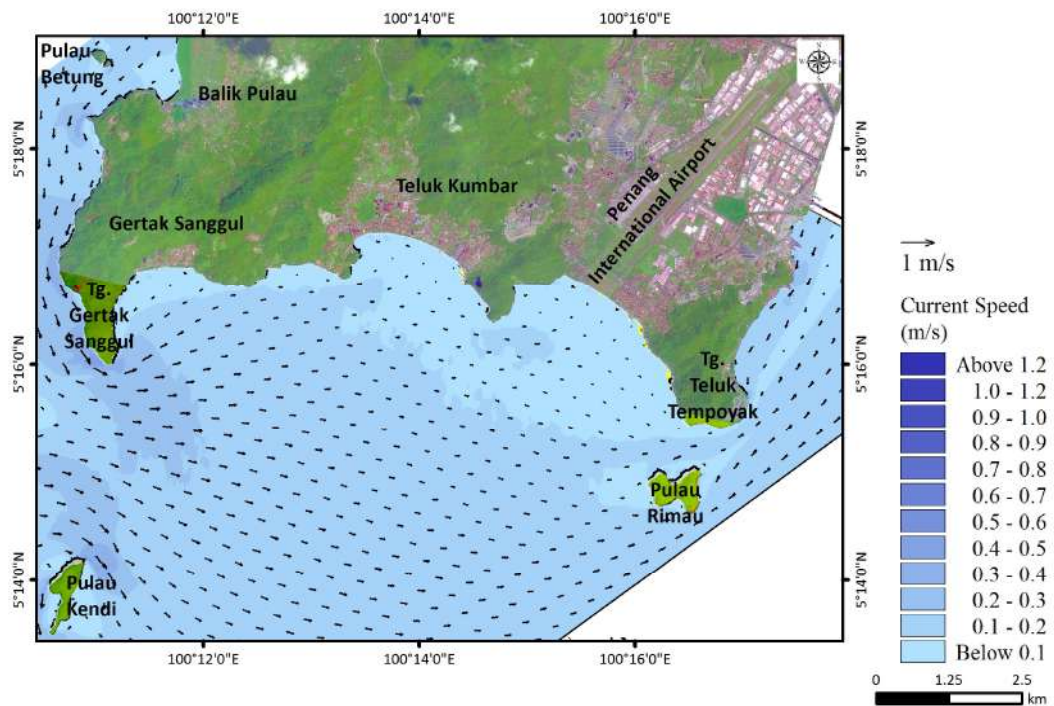 100°12'0"E
100°14'0"E
100°16'0"E
Pulau
Betung
Balik Pulau
5°18'0"N
5°18'0"N
Teluk Kumbar
Penang
International Airport
Gertak Sanggul
1 m/s
Tg.
Gertak
Sanggul
Current Speed
(m/s)
5°16'0"N
5°16'0"N
Tg.
Teluk
Tempoyak
Above 1.2
1.0 - 1.2
0.9 - 1.0
0.8 - 0.9
0.7 - 0.8
0.6 - 0.7
0.5 - 0.6
0.4 - 0.5
0.3 - 0.4
0.2 - 0.3
0.1 - 0.2
Below 0.1
Pulau
Rimau
Pulau
Kendi
5°14'0"N
5°14'0"N
100°12'0"E
100°14'0"E
100°16'0"E
0 1.25 2.5
km